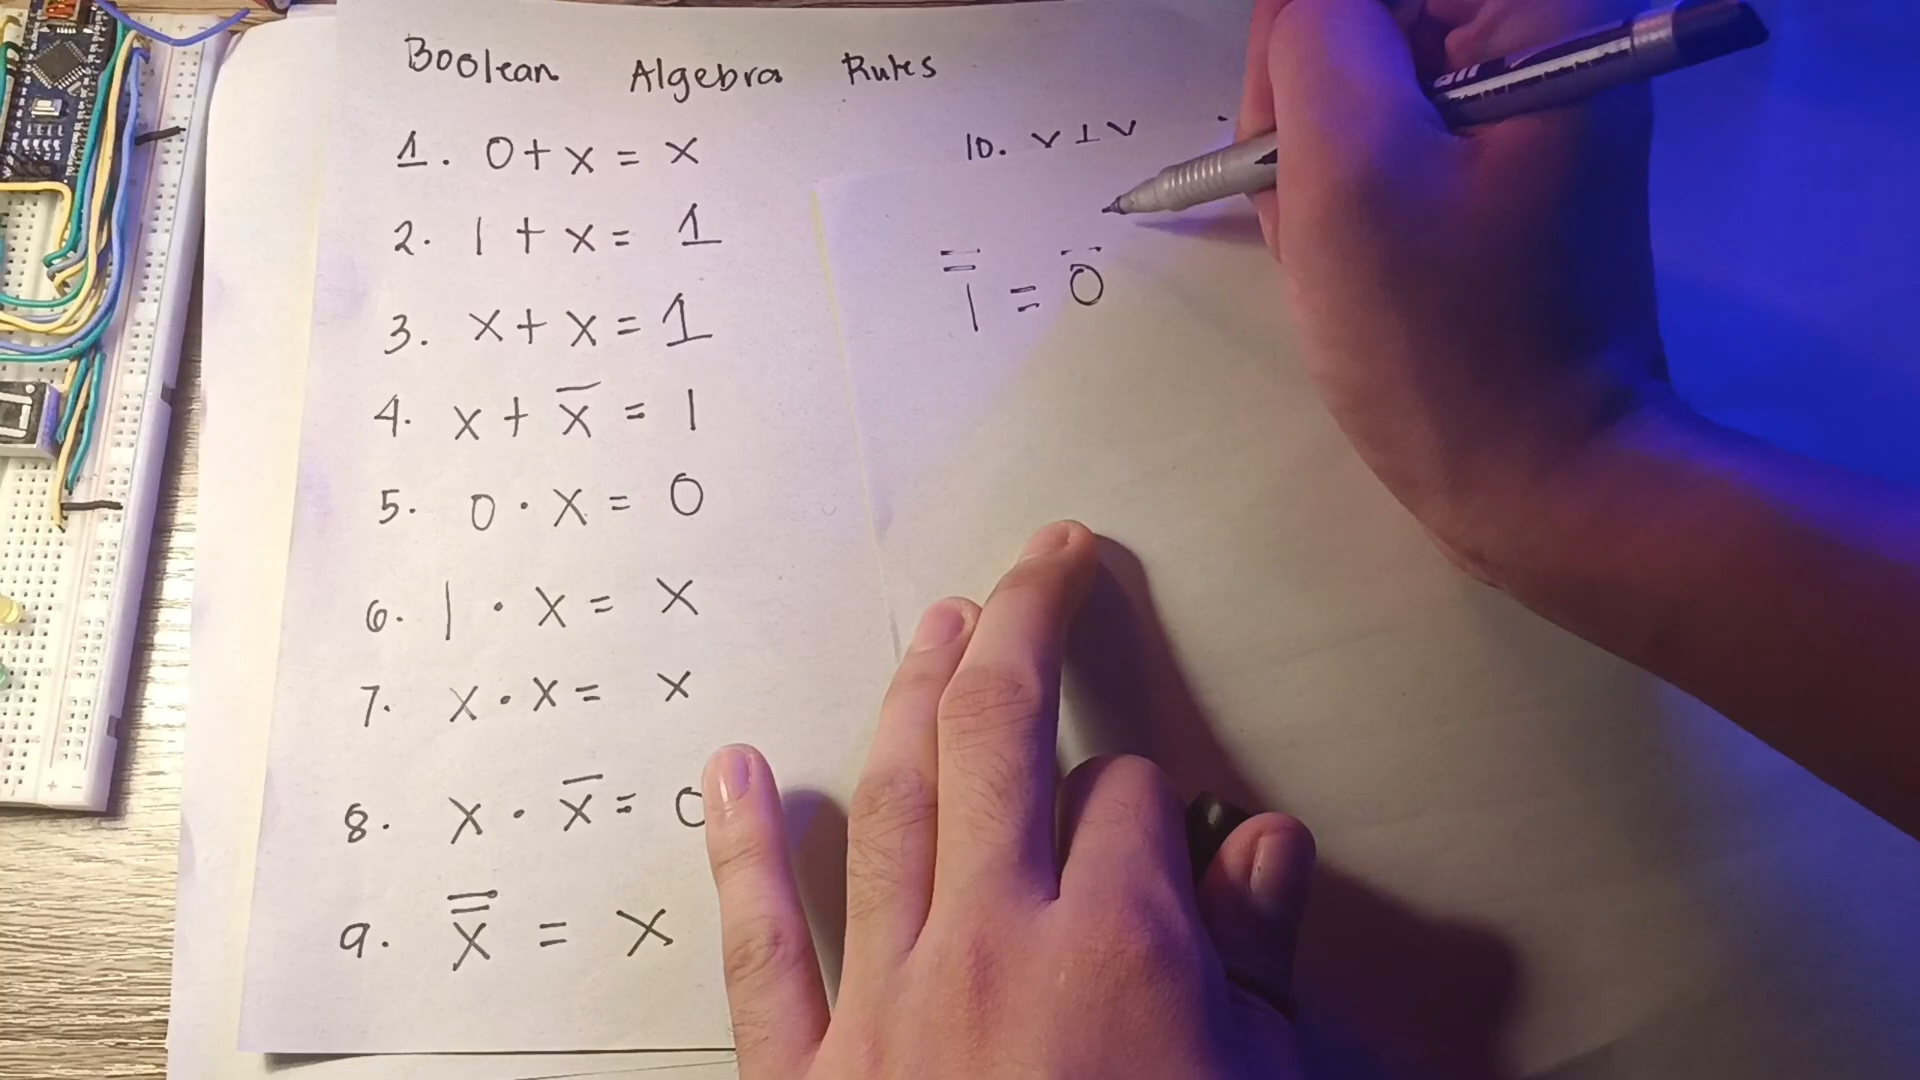 Boolean Algebra Rules
1. 0 + x = x
2. 1 + x = 1
3. x + x = 1
4. x + x̅ = 1
5. 0 · x = 0
6. 1 · x = x
7. x · x = x
8. x · x̅ = 0
9. x̿ = x
10.
1̿ = 0̅